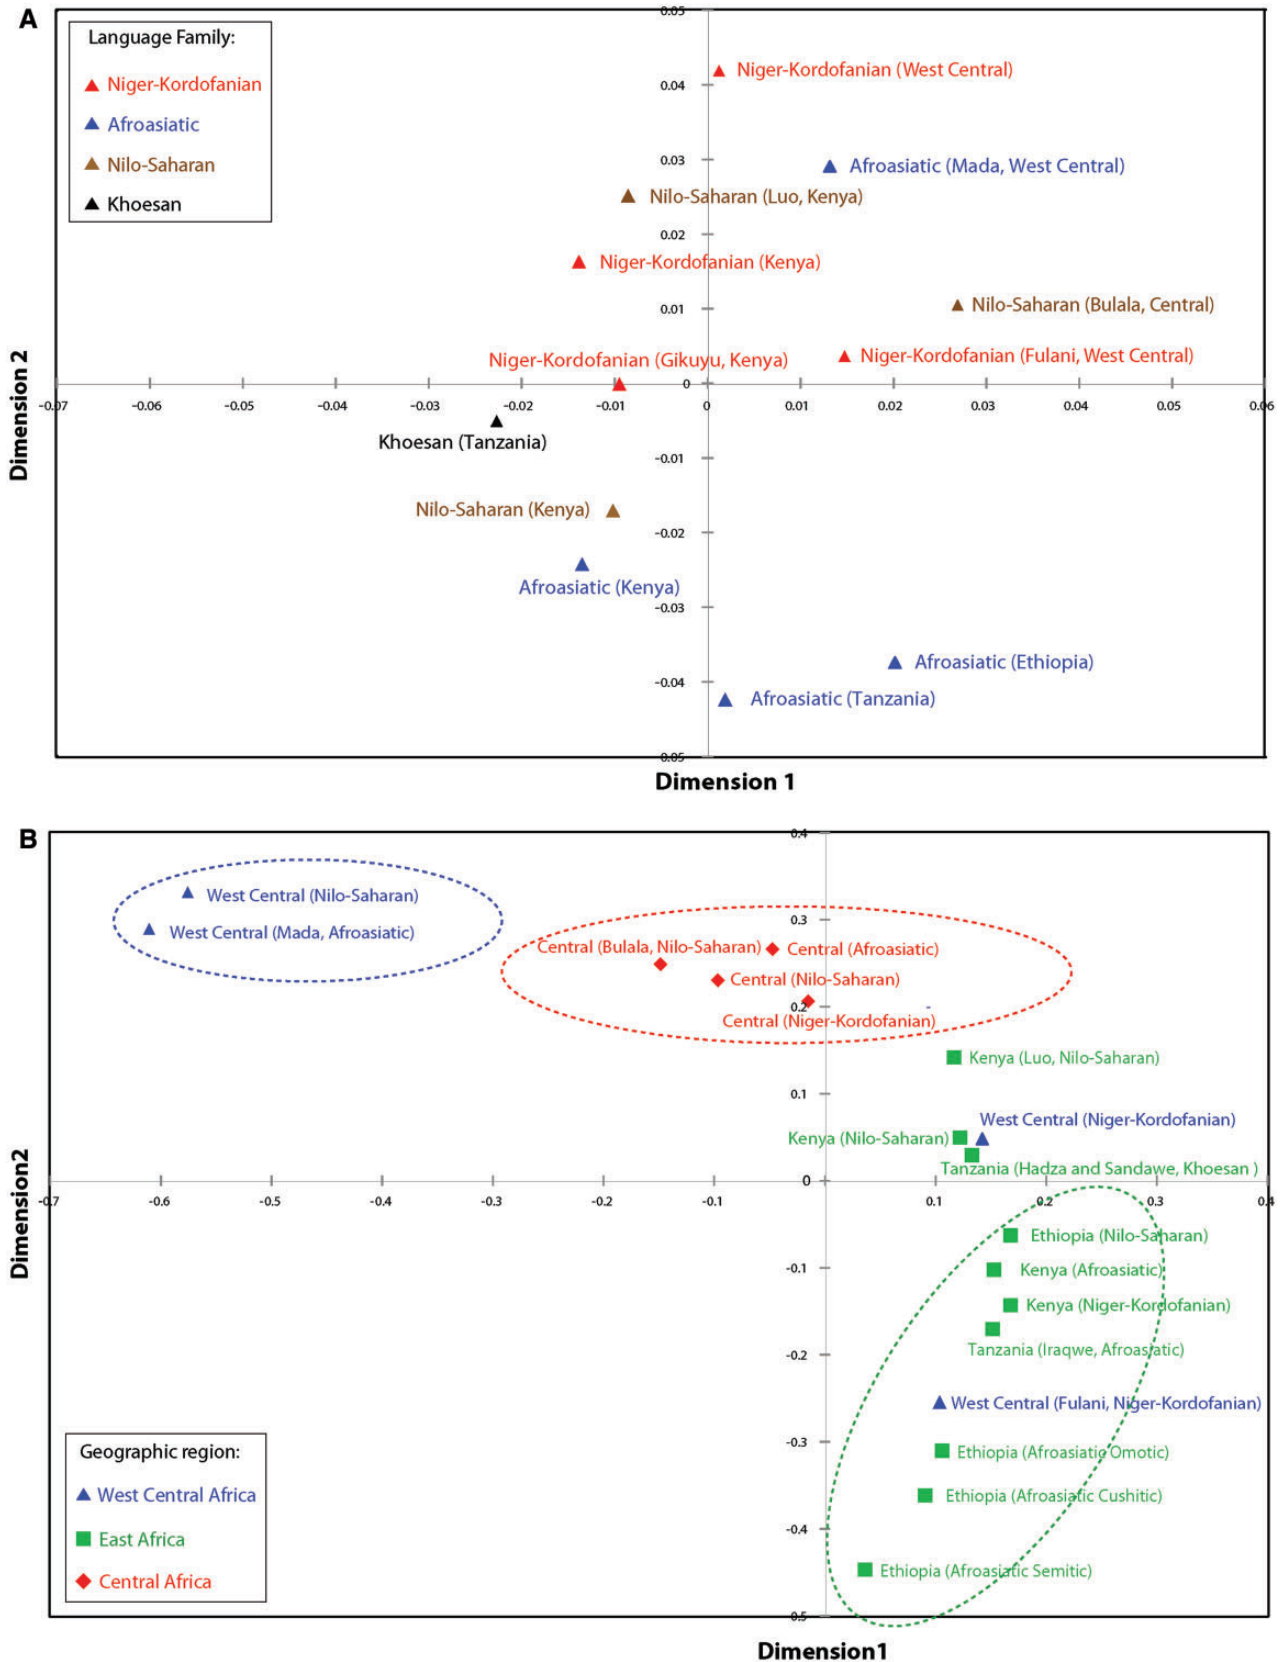 A
Language Family:
Niger-Kordofanian
Afroasiatic
Nilo-Saharan
Khoesan
0.05
0.04
0.03
0.02
0.01
0
-0.01
-0.02
-0.03
-0.04
0.05
Niger-Kordofanian (West Central)
Afroasiatic (Mada, West Central)
Nilo-Saharan (Luo, Kenya)
Niger-Kordofanian (Kenya)
Nilo-Saharan (Bulala, Central)
Niger-Kordofanian (Fulani, West Central)
Niger-Kordofanian (Gikuyu, Kenya)
-0.07 -0.06 -0.05 -0.04 -0.03 -0.02 -0.01 0 0.01 0.02 0.03 0.04 0.05 0.06
Khoesan (Tanzania)
Nilo-Saharan (Kenya)
Afroasiatic (Kenya)
Afroasiatic (Ethiopia)
Afroasiatic (Tanzania)
Dimension 2
Dimension 1
B
0.4
0.3
0.2
0.1
0
-0.1
-0.2
-0.3
-0.4
0.5
West Central (Nilo-Saharan)
West Central (Mada, Afroasiatic)
Central (Bulala, Nilo-Saharan)
Central (Afroasiatic)
Central (Nilo-Saharan)
Central (Niger-Kordofanian)
Kenya (Luo, Nilo-Saharan)
West Central (Niger-Kordofanian)
Kenya (Nilo-Saharan)
Tanzania (Hadza and Sandawe, Khoesan )
-0.7 -0.6 -0.5 -0.4 -0.3 -0.2 -0.1 0.1 0.2 0.3 0.4
Ethiopia (Nilo-Saharan)
Kenya (Afroasiatic)
Kenya (Niger-Kordofanian)
Tanzania (Iraqwe, Afroasiatic)
West Central (Fulani, Niger-Kordofanian)
Ethiopia (Afroasiatic Omotic)
Ethiopia (Afroasiatic Cushitic)
Ethiopia (Afroasiatic Semitic)
Geographic region:
West Central Africa
East Africa
Central Africa
Dimension2
Dimension1